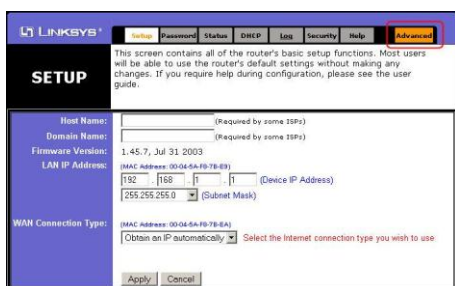 LINKSYS®
Setup Password Status DHCP Log Security Help Advanced
SETUP
This screen contains all of the router's basic setup functions. Most users
will be able to use the router's default settings without making any
changes. If you require help during configuration, please see the user
guide.
Host Name: (Required by some ISPs)
Domain Name: (Required by some ISPs)
Firmware Version: 1.45.7, Jul 31 2003
LAN IP Address: (MAC Address: 00-04-5A-F0-7B-E9)
192 . 168 . 1 . 1 (Device IP Address)
255.255.255.0 (Subnet Mask)
WAN Connection Type: (MAC Address: 00-04-5A-F0-7B-EA)
Obtain an IP automatically Select the Internet connection type you wish to use
Apply Cancel